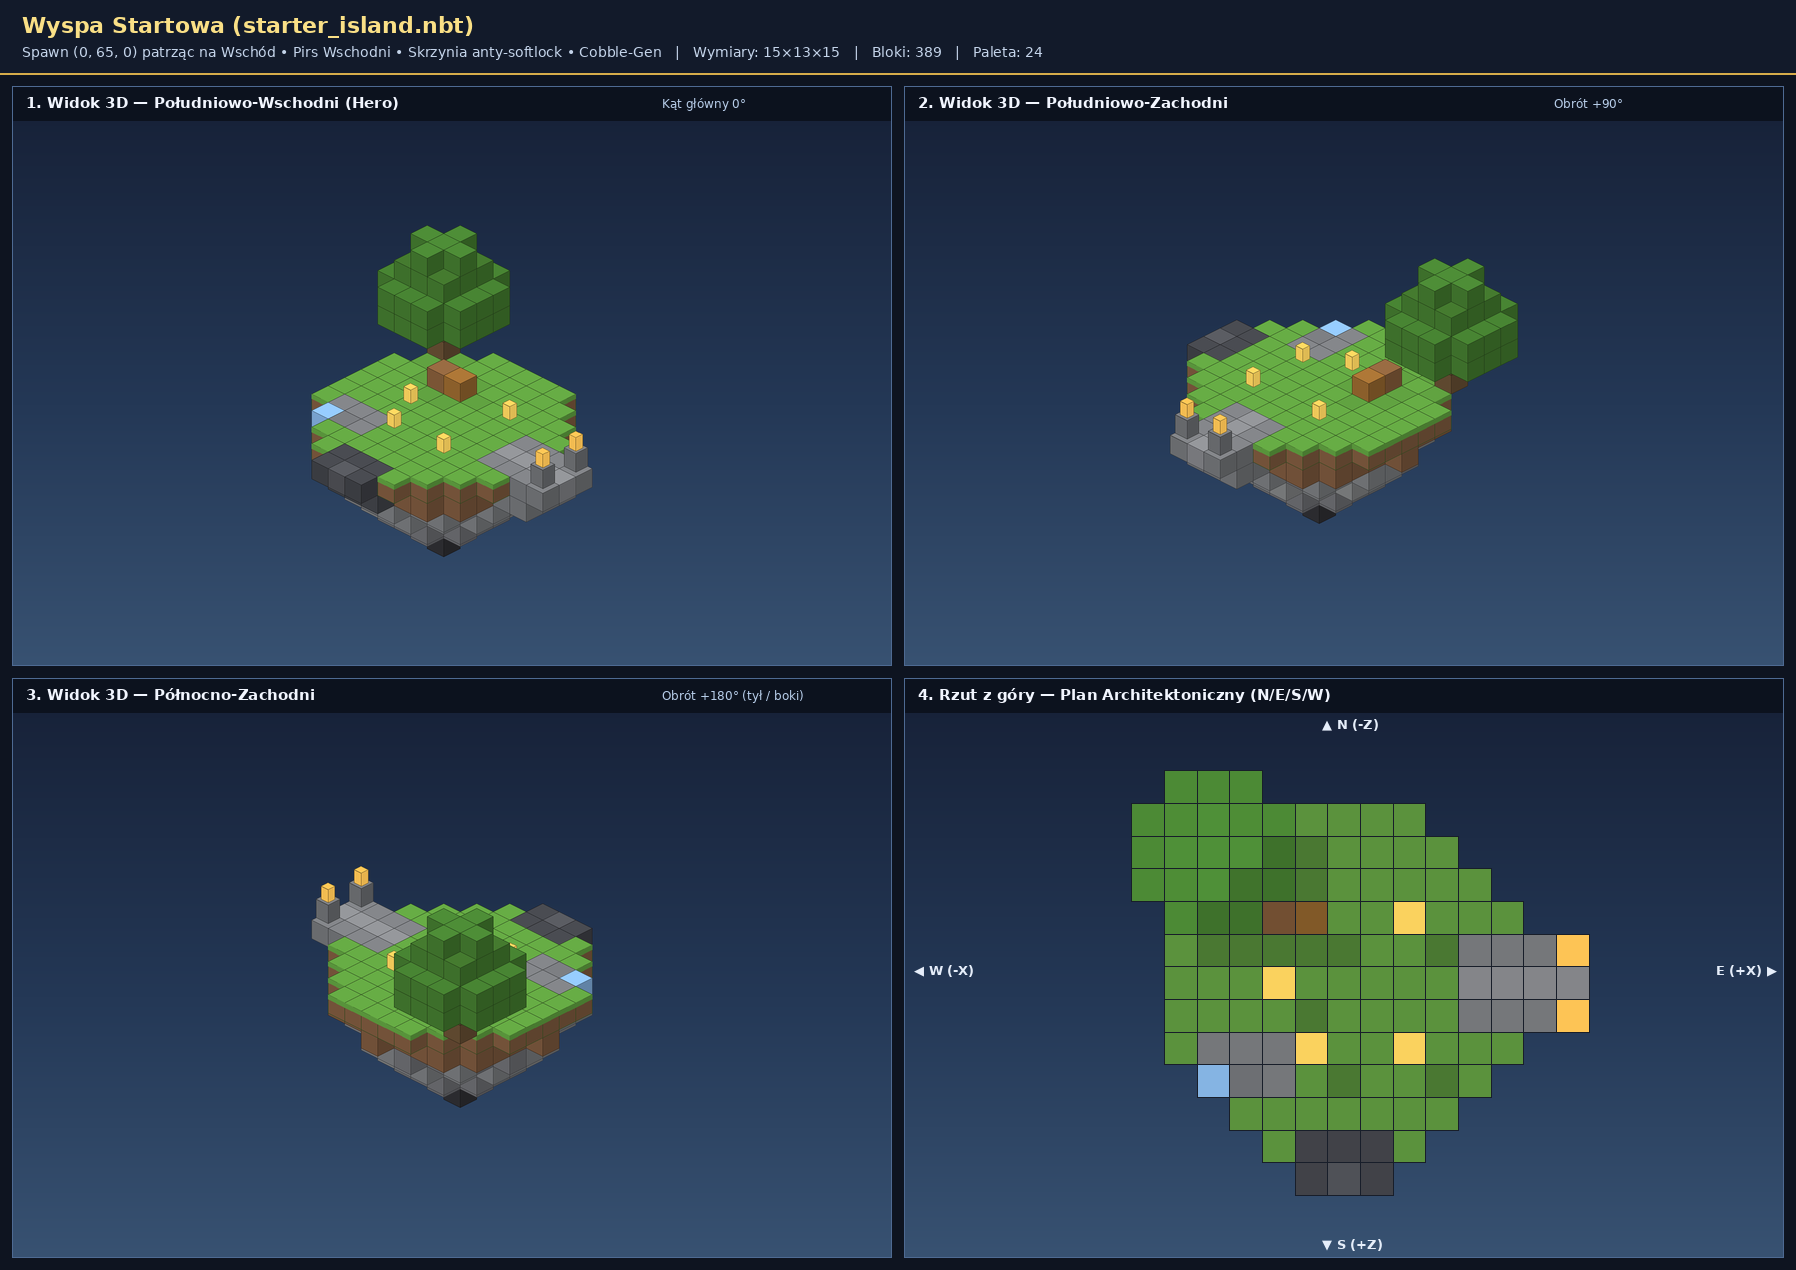 Wyspa Startowa (starter_island.nbt)
Spawn (0, 65, 0) patrząc na Wschód • Pirs Wschodni • Skrzynia anty-softlock • Cobble-Gen | Wymiary: 15×13×15 | Bloki: 389 | Paleta: 24
1. Widok 3D — Południowo-Wschodni (Hero) Kąt główny 0°
2. Widok 3D — Południowo-Zachodni Obrót +90°
3. Widok 3D — Północno-Zachodni Obrót +180° (tył / boki)
4. Rzut z góry — Plan Architektoniczny (N/E/S/W)
▲ N (-Z)
◀ W (-X) E (+X) ▶
▼ S (+Z)